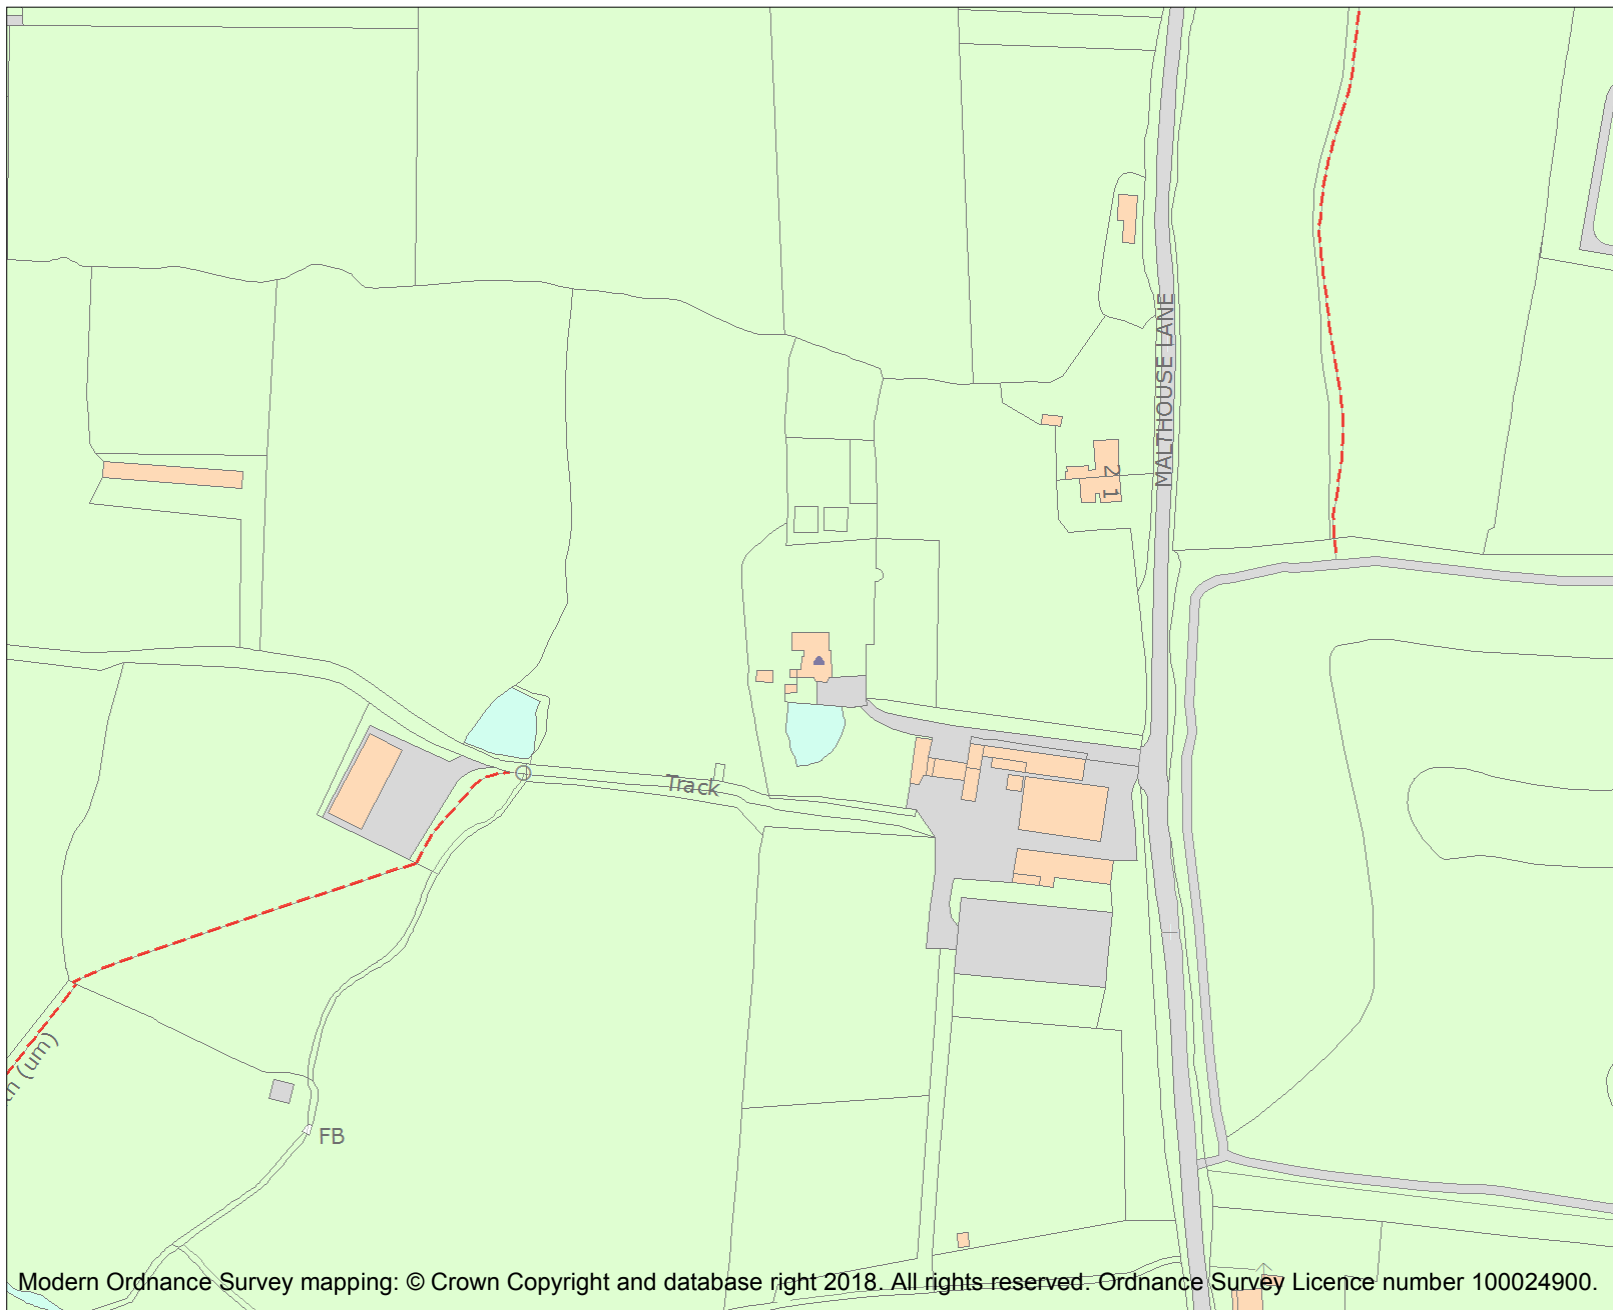 MALTHOUSE LANE
2
1
Track
(um)
FB
Modern Ordnance Survey mapping: © Crown Copyright and database right 2018. All rights reserved. Ordnance Survey Licence number 100024900.